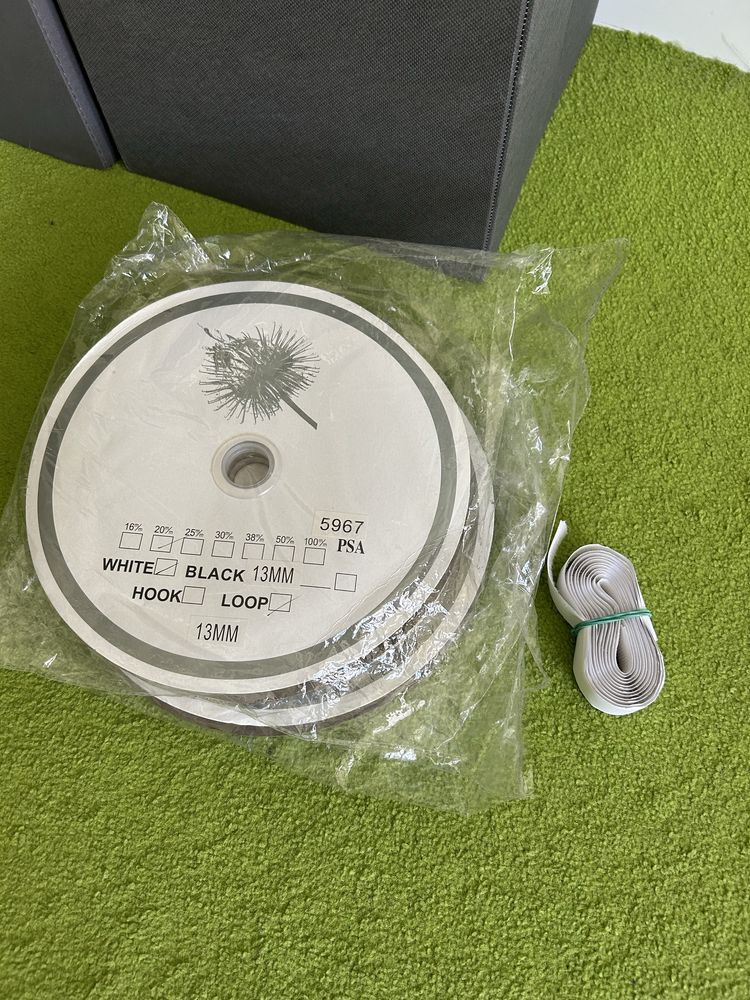 5967
16‰ 20‰ 25‰ 30‰ 38‰ 50‰ 100‰ PSA
WHITE BLACK 13MM
HOOK LOOP
13MM